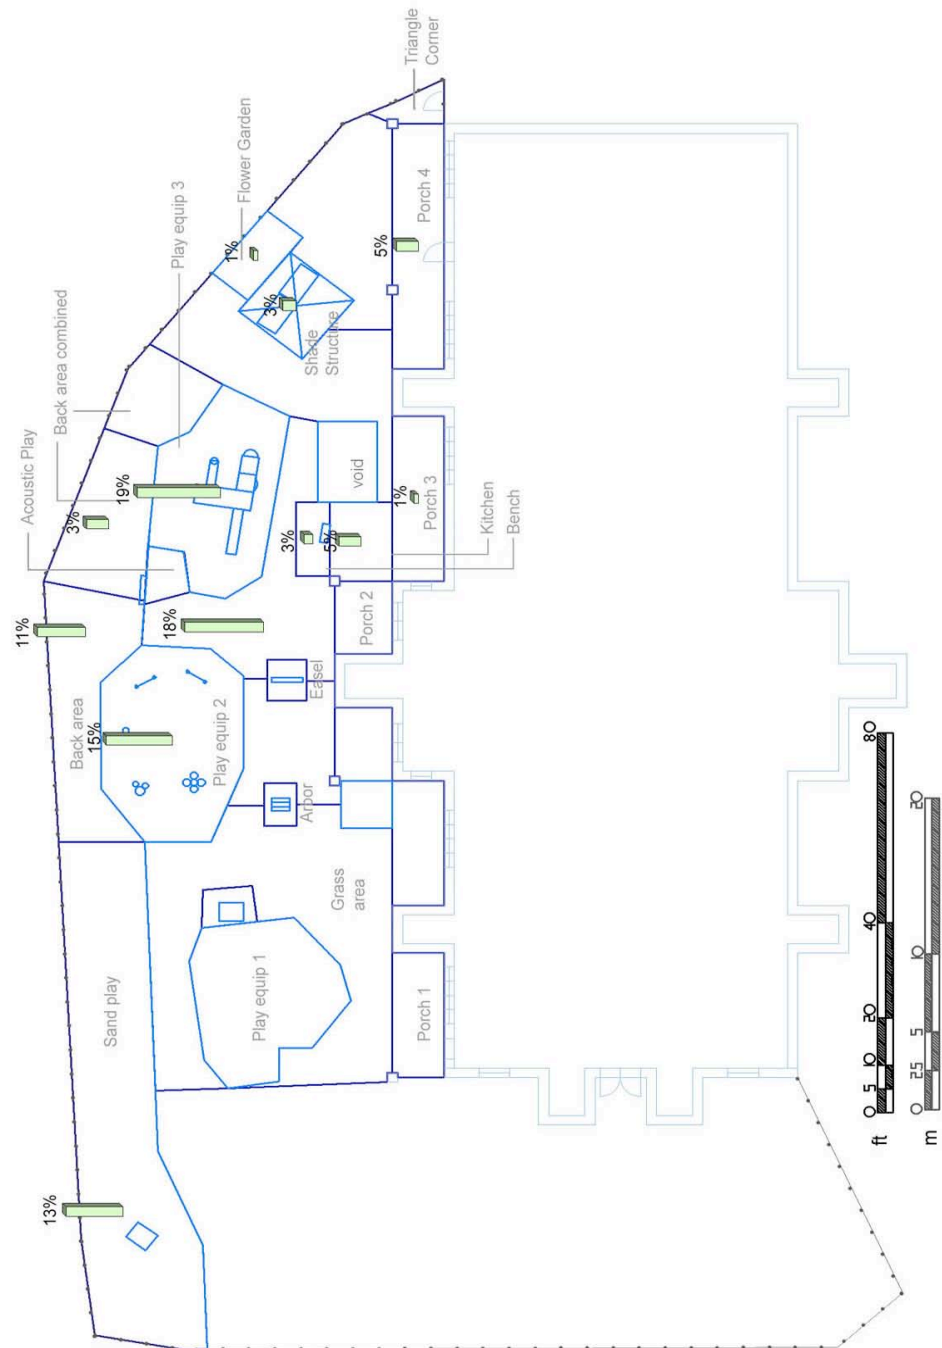 Triangle
Corner
Flower Garden
Play equip 3
Back area combined
Acoustic Play
1%
5%
Porch 4
3%
Shade
Structure
19%
3%
void
1%
Porch 3
3%
5%
Kitchen
Bench
11%
18%
Porch 2
Easel
Back area
15%
Play equip 2
Arbor
Grass
area
Sand play
Play equip 1
Porch 1
13%
0 5 10 20 40 80
ft
0 2.5 5 10 20
m